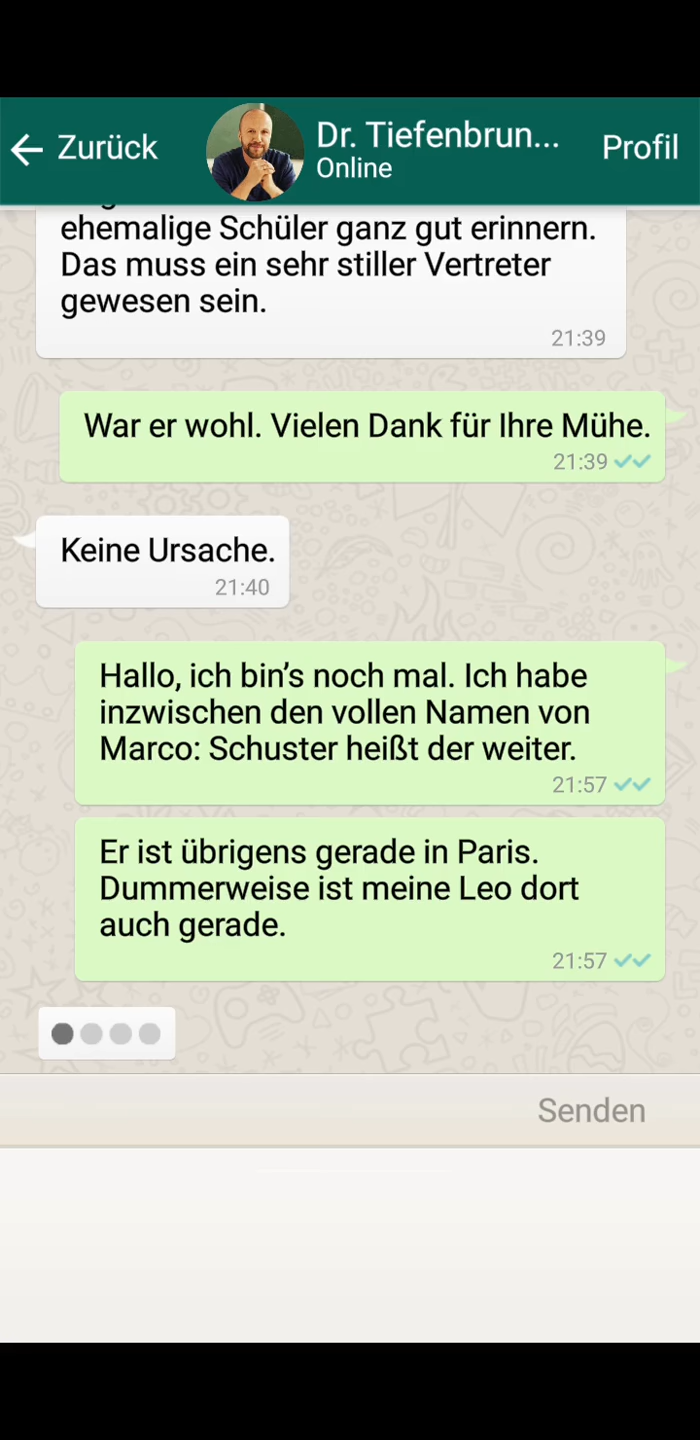 Zurück
Dr. Tiefenbrun...
Online
Profil
ehemalige Schüler ganz gut erinnern.
Das muss ein sehr stiller Vertreter
gewesen sein.
21:39
War er wohl. Vielen Dank für Ihre Mühe.
21:39
Keine Ursache.
21:40
Hallo, ich bin’s noch mal. Ich habe
inzwischen den vollen Namen von
Marco: Schuster heißt der weiter.
21:57
Er ist übrigens gerade in Paris.
Dummerweise ist meine Leo dort
auch gerade.
21:57
Senden